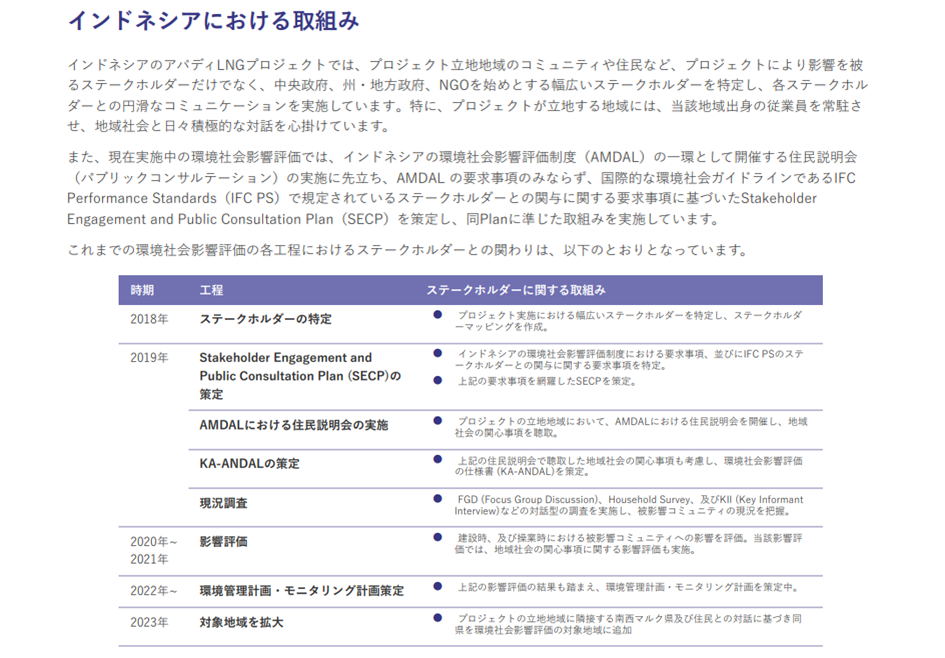 インドネシアにおける取組み
インドネシアのアバディLNGプロジェクトでは、プロジェクト立地地域のコミュニティや住民など、プロジェクトにより影響を被
るステークホルダーだけでなく、中央政府、州・地方政府、NGOを始めとする幅広いステークホルダーを特定し、各ステークホル
ダーとの円滑なコミュニケーションを実施しています。特に、プロジェクトが立地する地域には、当該地域出身の従業員を常駐さ
せ、地域社会と日々積極的な対話を心掛けています。
また、現在実施中の環境社会影響評価では、インドネシアの環境社会影響評価制度（AMDAL）の一環として開催する住民説明会
（パブリックコンサルテーション）の実施に先立ち、AMDAL の要求事項のみならず、国際的な環境社会ガイドラインであるIFC
Performance Standards（IFC PS）で規定されているステークホルダーとの関与に関する要求事項に基づいたStakeholder
Engagement and Public Consultation Plan（SECP）を策定し、同Planに準じた取組みを実施しています。
これまでの環境社会影響評価の各工程におけるステークホルダーとの関わりは、以下のとおりとなっています。
時期 工程 ステークホルダーに関する取組み
2018年 ステークホルダーの特定 ● プロジェクト実施における幅広いステークホルダーを特定し、ステークホルダ
ーマッピングを作成。
2019年 Stakeholder Engagement and ● インドネシアの環境社会影響評価制度における要求事項、並びにIFC PSのステ
ークホルダーとの関与に関する要求事項を特定。
Public Consultation Plan (SECP)の ● 上記の要求事項を網羅したSECPを策定。
策定
AMDALにおける住民説明会の実施 ● プロジェクトの立地地域において、AMDALにおける住民説明会を開催し、地域
社会の関心事項を聴取。
KA-ANDALの策定 ● 上記の住民説明会で聴取した地域社会の関心事項も考慮し、環境社会影響評価
の仕様書 (KA-ANDAL)を策定。
現況調査 ● FGD (Focus Group Discussion)、Household Survey、及びKII (Key Informant
Interview)などの対話型の調査を実施し、被影響コミュニティの現況を把握。
2020年~ 影響評価 ● 建設時、及び操業時における被影響コミュニティへの影響を評価。当該影響評
2021年 価では、地域社会の関心事項に関する影響評価も実施。
2022年~ 環境管理計画・モニタリング計画策定 ● 上記の影響評価の結果も踏まえ、環境管理計画・モニタリング計画を策定中。
2023年 対象地域を拡大 ● プロジェクトの立地地域に隣接する南西マルク県及び住民との対話に基づき同
県を環境社会影響評価の対象地域に追加